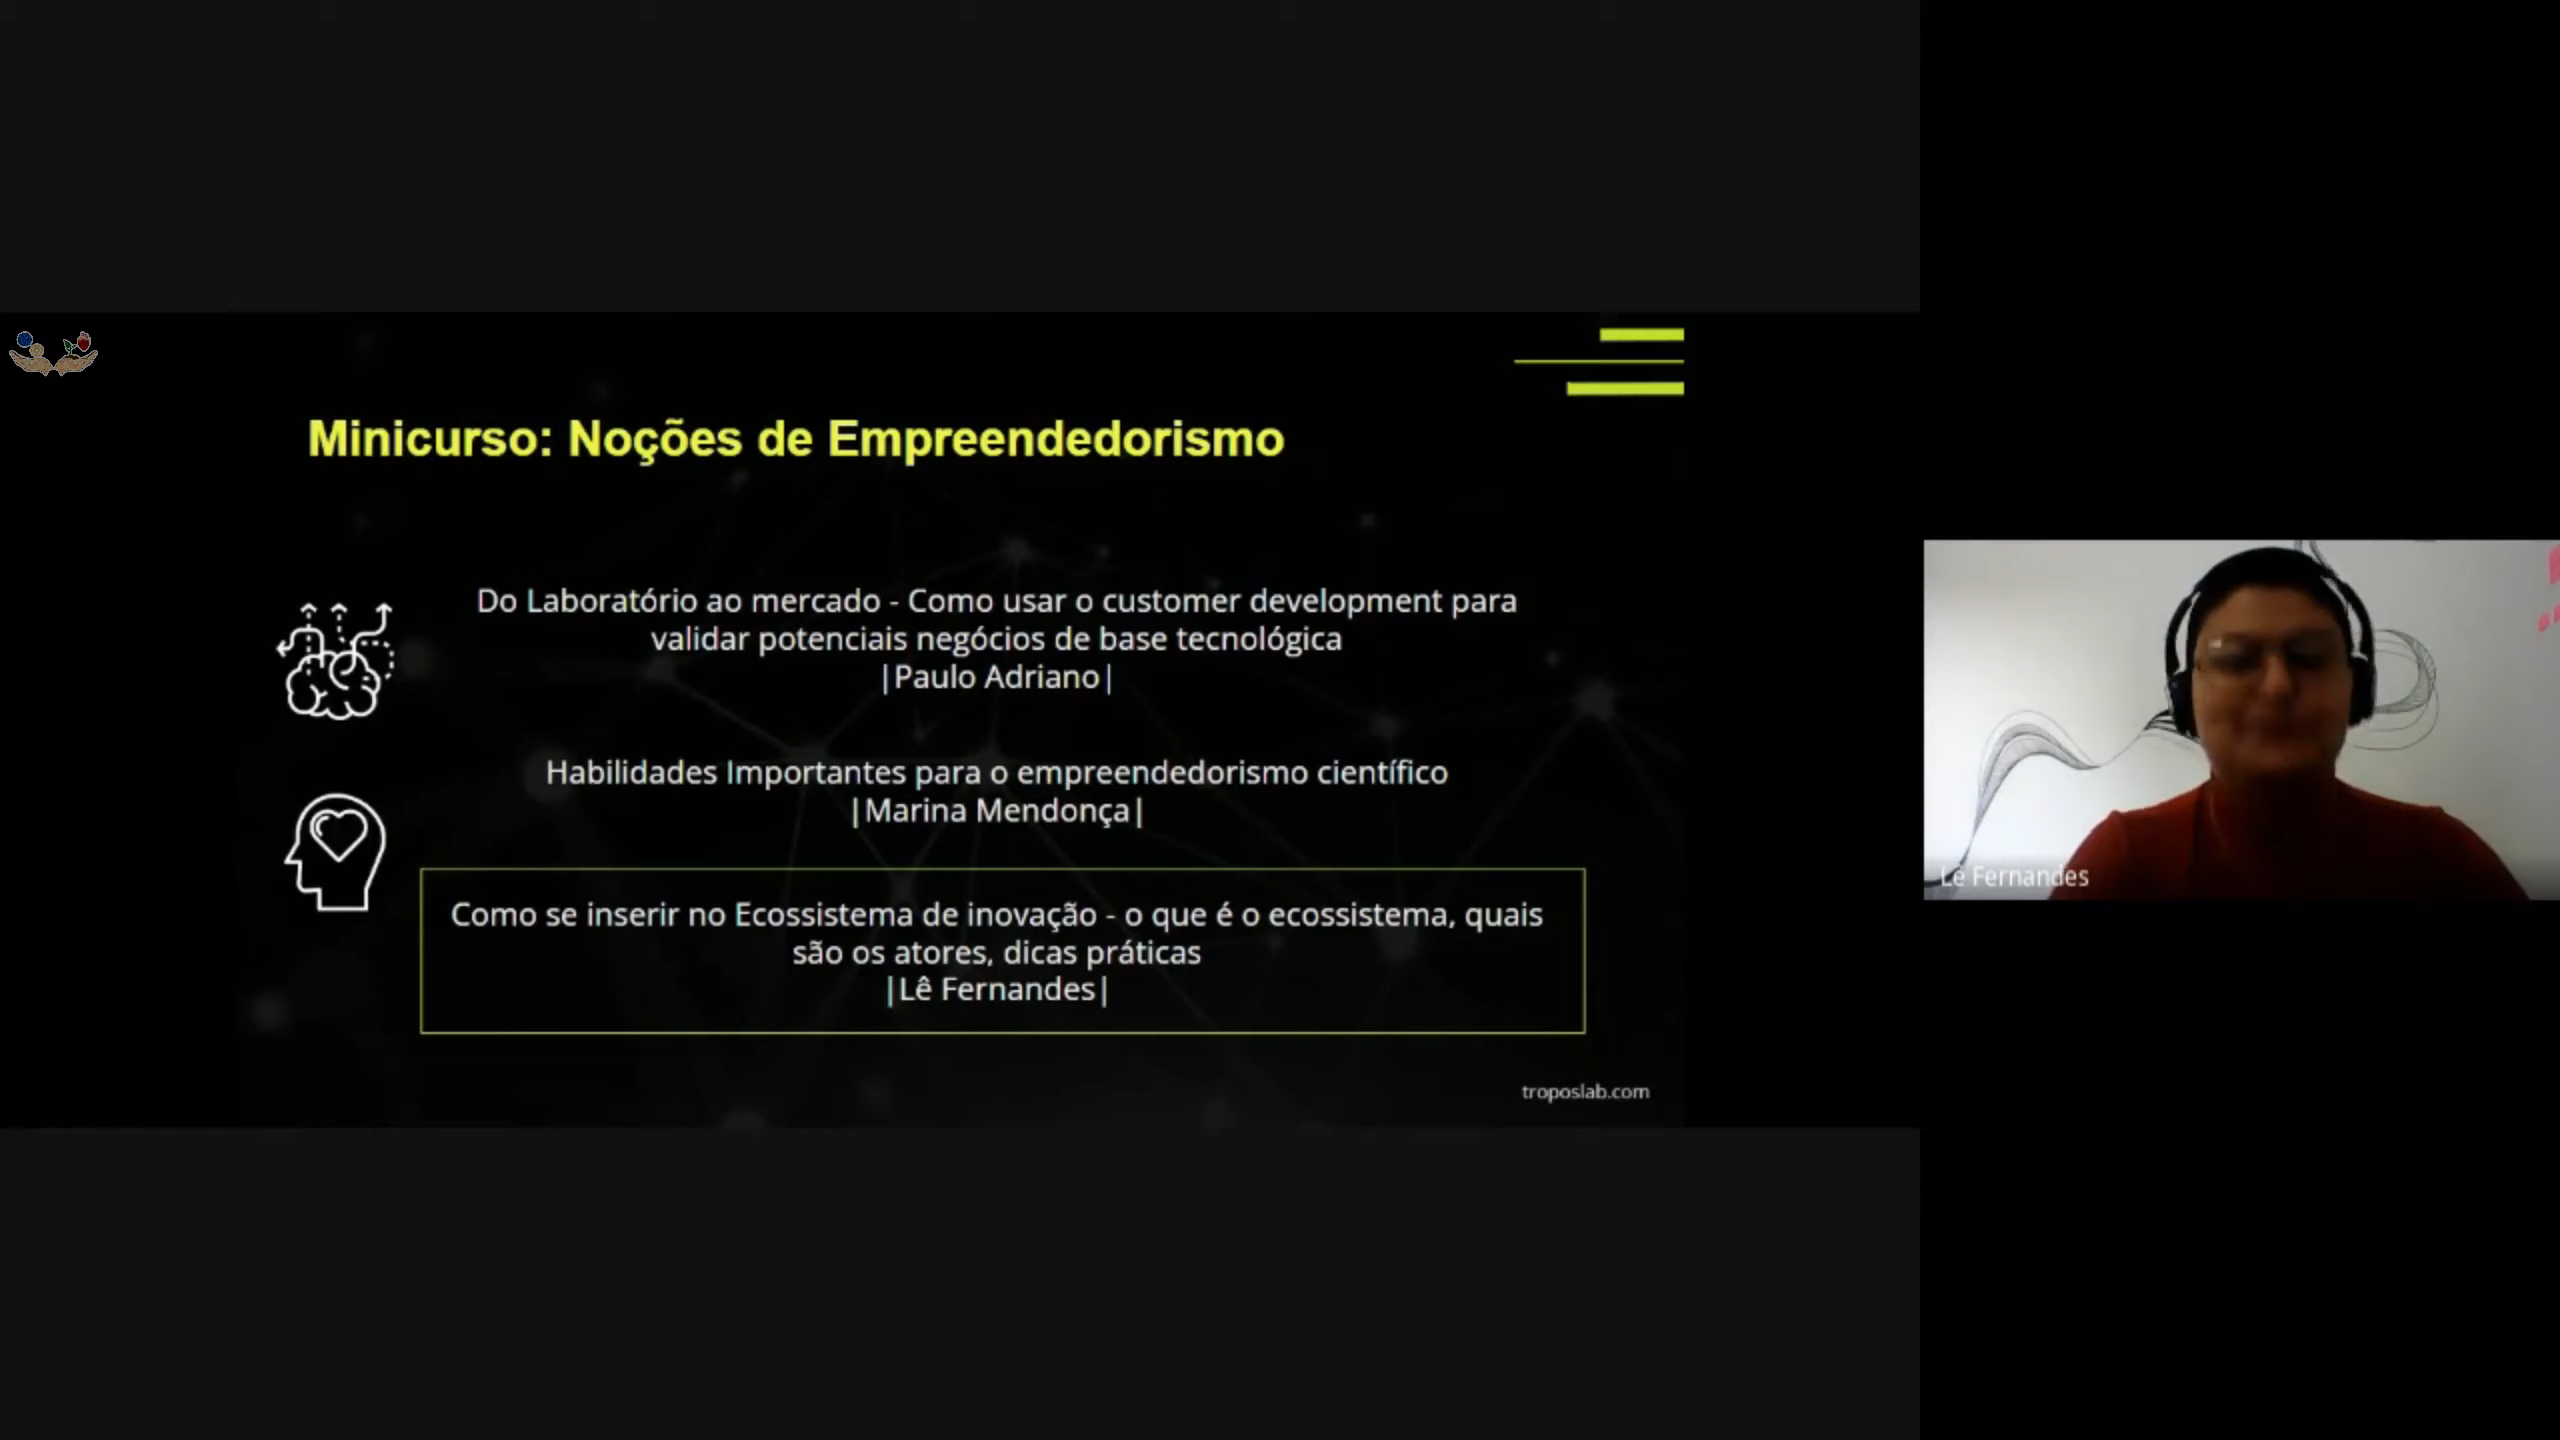 Minicurso: Noções de Empreendedorismo
Do Laboratório ao mercado - Como usar o customer development para
validar potenciais negócios de base tecnológica
|Paulo Adriano|
Habilidades Importantes para o empreendedorismo científico
|Marina Mendonça|
Como se inserir no Ecossistema de inovação - o que é o ecossistema, quais
são os atores, dicas práticas
|Lê Fernandes|
troposlab.com
Lê Fernandes